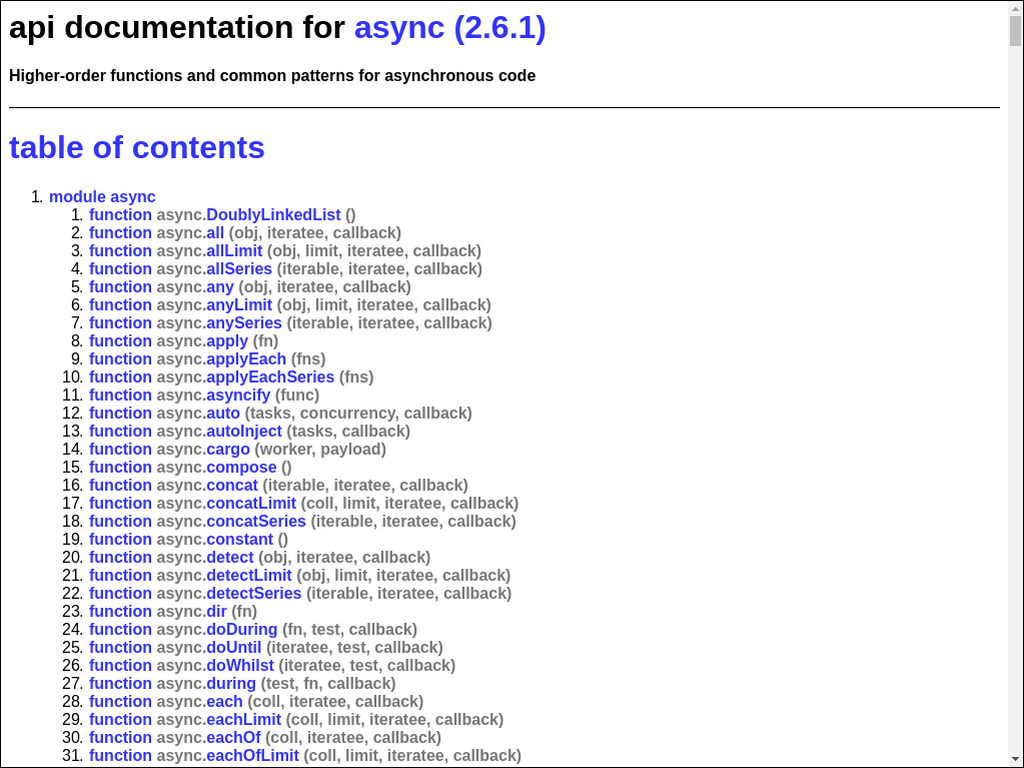 api documentation for async (2.6.1)
Higher-order functions and common patterns for asynchronous code
table of contents
1. module async
1. function async.DoublyLinkedList ()
2. function async.all (obj, iteratee, callback)
3. function async.allLimit (obj, limit, iteratee, callback)
4. function async.allSeries (iterable, iteratee, callback)
5. function async.any (obj, iteratee, callback)
6. function async.anyLimit (obj, limit, iteratee, callback)
7. function async.anySeries (iterable, iteratee, callback)
8. function async.apply (fn)
9. function async.applyEach (fns)
10. function async.applyEachSeries (fns)
11. function async.asyncify (func)
12. function async.auto (tasks, concurrency, callback)
13. function async.autoInject (tasks, callback)
14. function async.cargo (worker, payload)
15. function async.compose ()
16. function async.concat (iterable, iteratee, callback)
17. function async.concatLimit (coll, limit, iteratee, callback)
18. function async.concatSeries (iterable, iteratee, callback)
19. function async.constant ()
20. function async.detect (obj, iteratee, callback)
21. function async.detectLimit (obj, limit, iteratee, callback)
22. function async.detectSeries (iterable, iteratee, callback)
23. function async.dir (fn)
24. function async.doDuring (fn, test, callback)
25. function async.doUntil (iteratee, test, callback)
26. function async.doWhilst (iteratee, test, callback)
27. function async.during (test, fn, callback)
28. function async.each (coll, iteratee, callback)
29. function async.eachLimit (coll, limit, iteratee, callback)
30. function async.eachOf (coll, iteratee, callback)
31. function async.eachOfLimit (coll, limit, iteratee, callback)